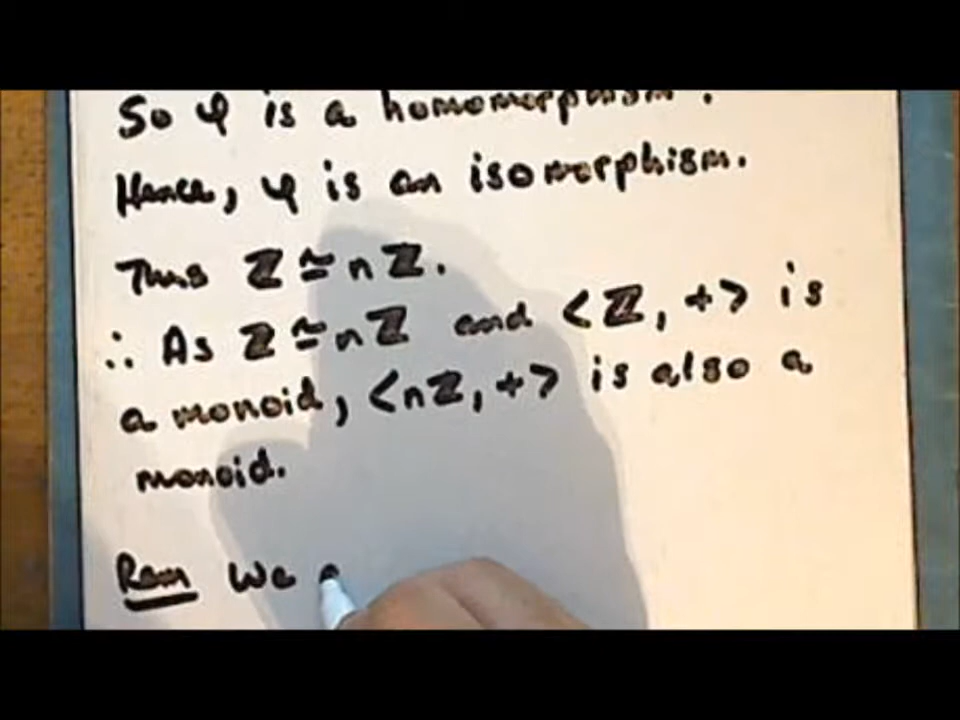 So φ is a homomorphism.
Hence, φ is an isomorphism.
Thus ℤ ≅ nℤ.
∴ As ℤ ≅ nℤ and <ℤ, +> is
a monoid, <nℤ, +> is also a
monoid.
Rem We